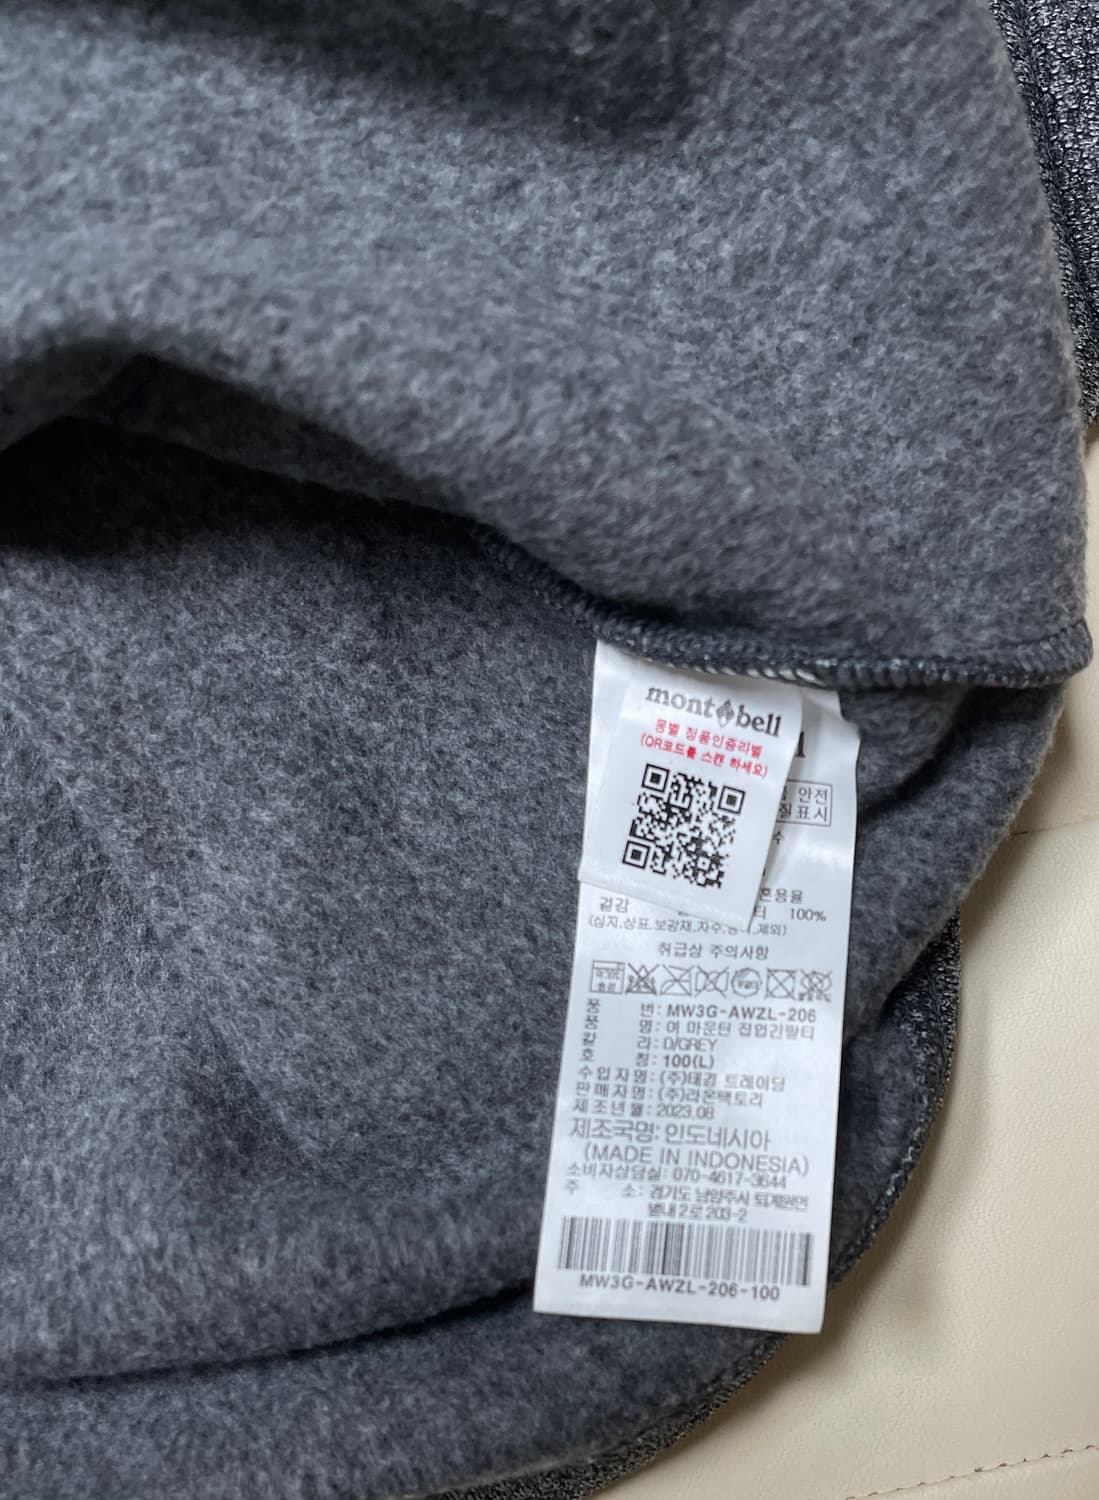 mont bell
몽벨 정품인증라벨
(QR코드를 스캔 하세요)
안전
질표시
수
혼용율
겉감 터 100%
(심지,상표,보강재,자수, 제외)
취급상 주의사항
품 번: MW3G-AWZL-206
품 명: 여 마운턴 집업긴팔티
칼 라: D/GREY
호 칭: 100(L)
수입자명: (주)태경 트레이딩
판매자명: (주)라온택토리
제조년월: 2023.08
제조국명: 인도네시아
(MADE IN INDONESIA)
소비자상담실: 070-4617-3644
주 소: 경기도 남양주시 퇴계원면
별내2로 203-2
MW3G-AWZL-206-100